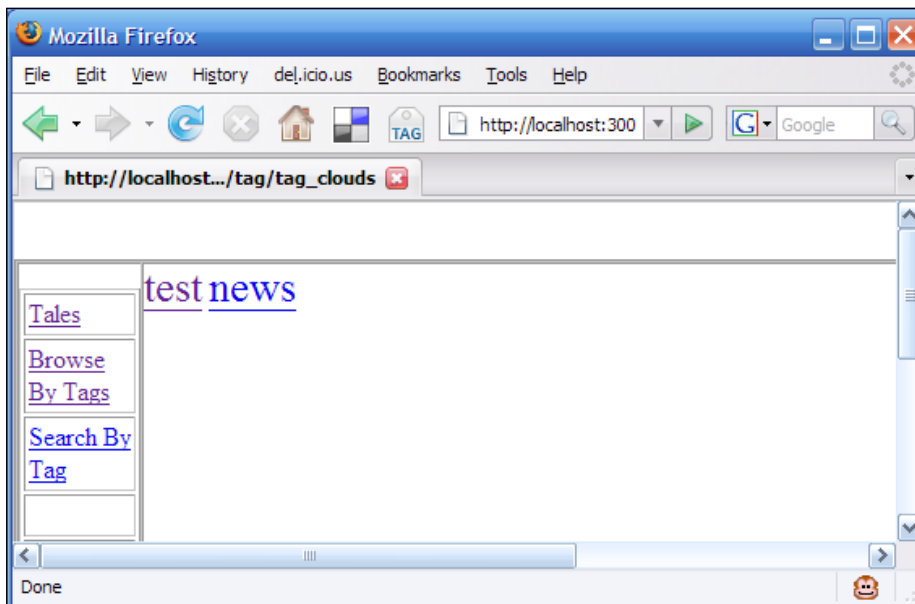 Mozilla Firefox
File Edit View History del.icio.us Bookmarks Tools Help
TAG http://localhost:300 G Google
http://localhost.../tag/tag_clouds
test news
Tales
Browse
By Tags
Search By
Tag
Done